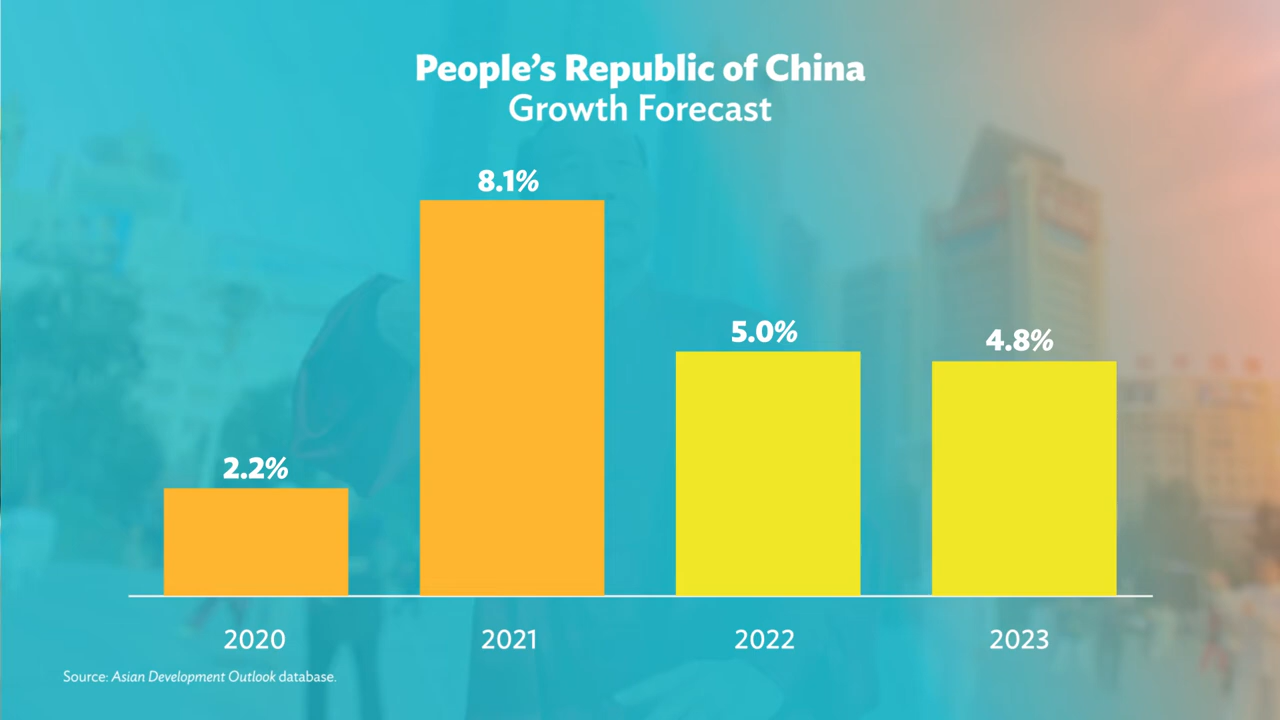 People's Republic of China
Growth Forecast
8.1%
5.0%
4.8%
2.2%
2020 2021 2022 2023
Source: Asian Development Outlook database.